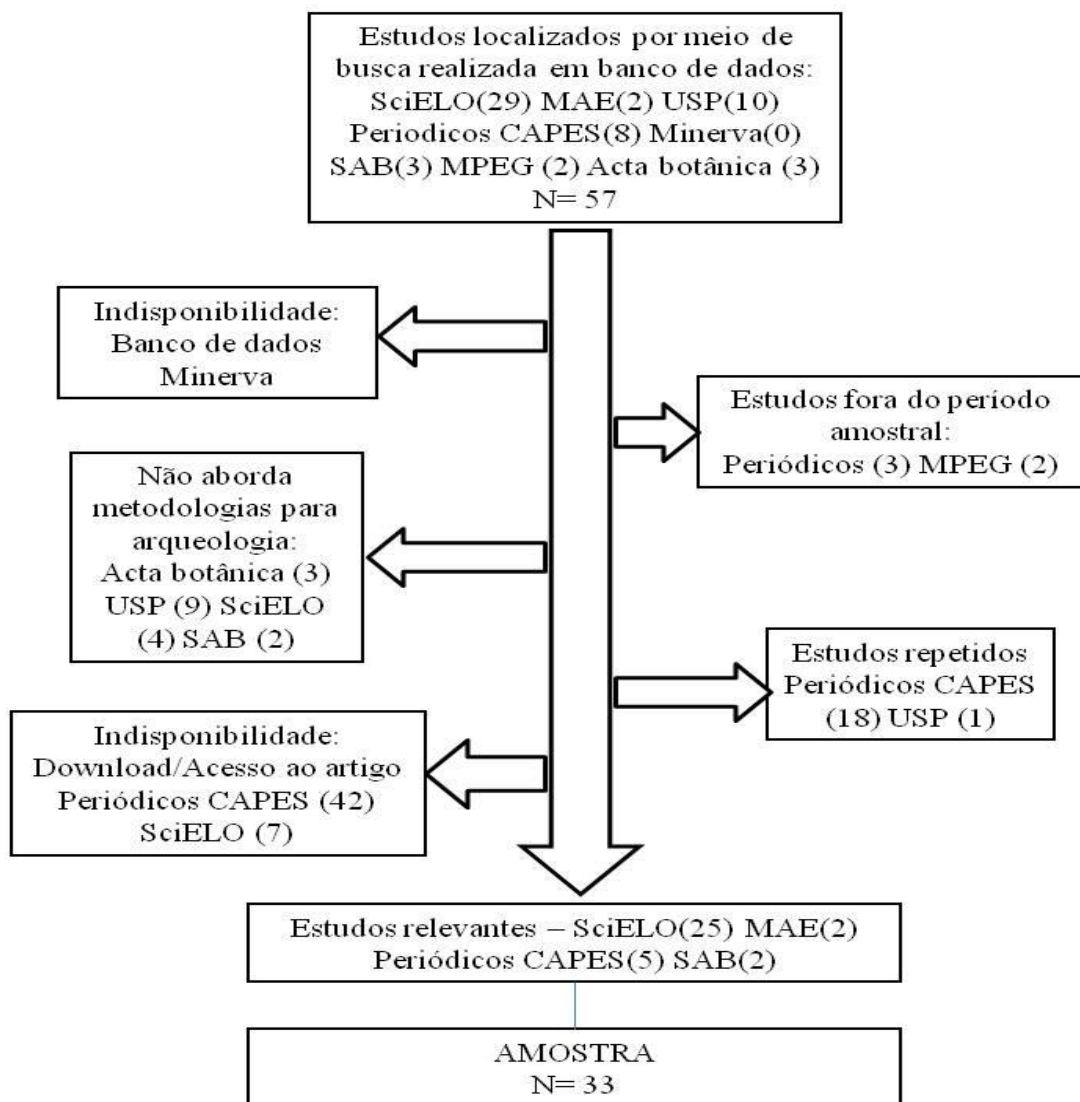 Estudos localizados por meio de
busca realizada em banco de dados:
SciELO(29) MAE(2) USP(10)
Periodicos CAPES(8) Minerva(0)
SAB(3) MPEG (2) Acta botânica (3)
N= 57
Indisponibilidade:
Banco de dados
Minerva
Estudos fora do período
amostral:
Periódicos (3) MPEG (2)
Não aborda
metodologias para
arqueologia:
Acta botânica (3)
USP (9) SciELO
(4) SAB (2)
Estudos repetidos
Periódicos CAPES
(18) USP (1)
Indisponibilidade:
Download/Acesso ao artigo
Periódicos CAPES (42)
SciELO (7)
Estudos relevantes – SciELO(25) MAE(2)
Periódicos CAPES(5) SAB(2)
AMOSTRA
N= 33